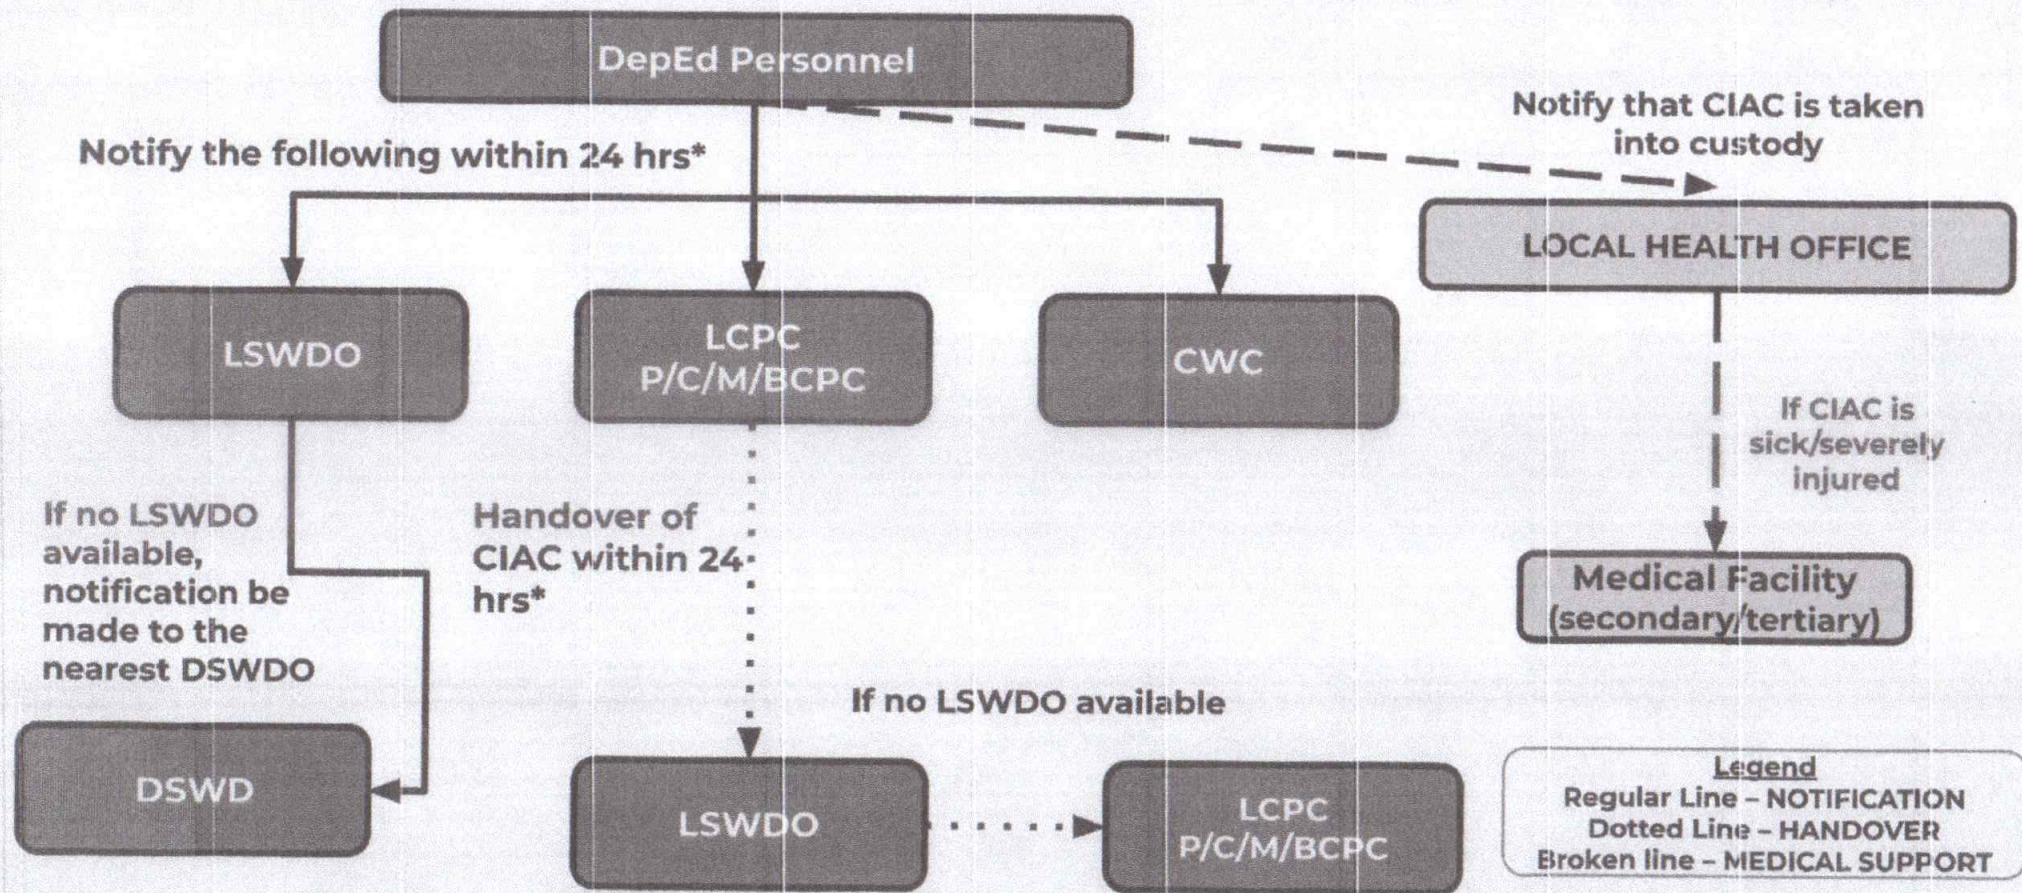 DepEd Personnel
Notify the following within 24 hrs*
Notify that CIAC is taken
into custody
LOCAL HEALTH OFFICE
LSWDO
LCPC
P/C/M/BCPC
CWC
If CIAC is
sick/severely
injured
If no LSWDO
available,
notification be
made to the
nearest DSWDO
Handover of
CIAC within 24
hrs*
Medical Facility
(secondary/tertiary)
If no LSWDO available
DSWD
LSWDO
LCPC
P/C/M/BCPC
Legend
Regular Line – NOTIFICATION
Dotted Line – HANDOVER
Broken line – MEDICAL SUPPORT